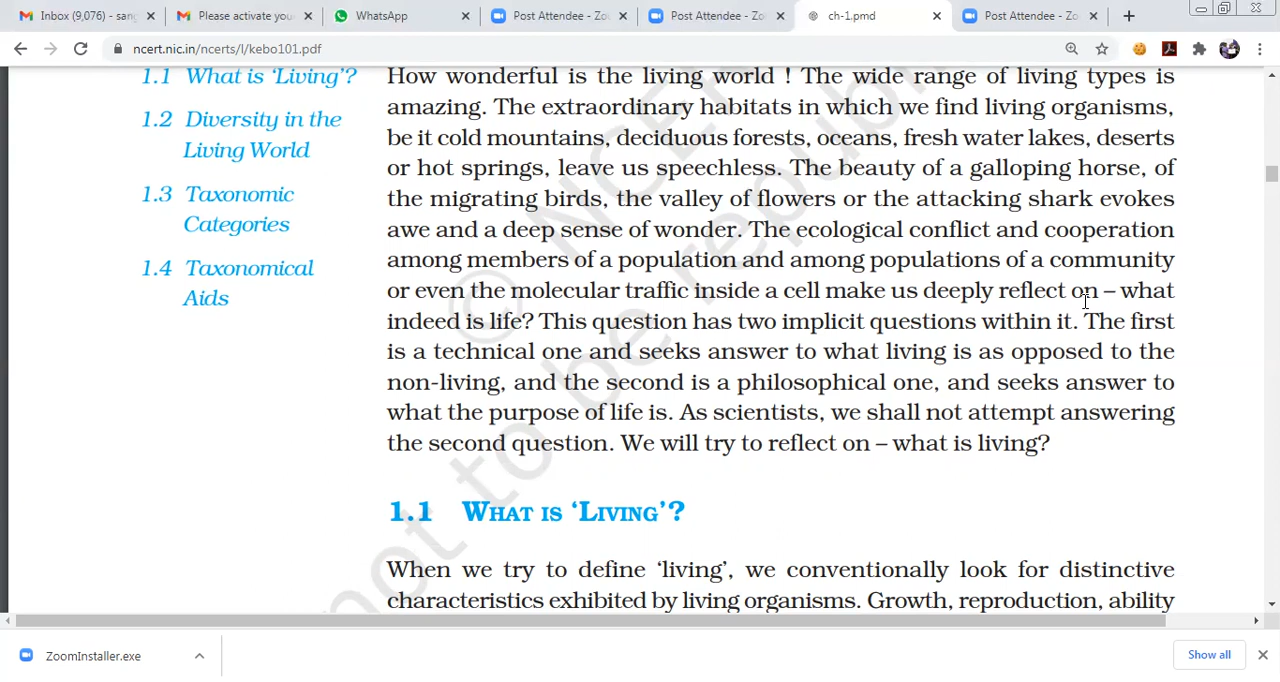 Inbox (9,076) - sang
Please activate you
WhatsApp
Post Attendee - Zo
Post Attendee - Zo
ch-1.pmd
Post Attendee - Zo
ncert.nic.in/ncerts/l/kebo101.pdf
1.1 What is ‘Living’?
1.2 Diversity in the
Living World
1.3 Taxonomic
Categories
1.4 Taxonomical
Aids
How wonderful is the living world ! The wide range of living types is
amazing. The extraordinary habitats in which we find living organisms,
be it cold mountains, deciduous forests, oceans, fresh water lakes, deserts
or hot springs, leave us speechless. The beauty of a galloping horse, of
the migrating birds, the valley of flowers or the attacking shark evokes
awe and a deep sense of wonder. The ecological conflict and cooperation
among members of a population and among populations of a community
or even the molecular traffic inside a cell make us deeply reflect on – what
indeed is life? This question has two implicit questions within it. The first
is a technical one and seeks answer to what living is as opposed to the
non-living, and the second is a philosophical one, and seeks answer to
what the purpose of life is. As scientists, we shall not attempt answering
the second question. We will try to reflect on – what is living?
1.1 What is ‘Living’?
When we try to define ‘living’, we conventionally look for distinctive
characteristics exhibited by living organisms. Growth, reproduction, ability
© NCERT
not to be republi
ZoomInstaller.exe
Show all